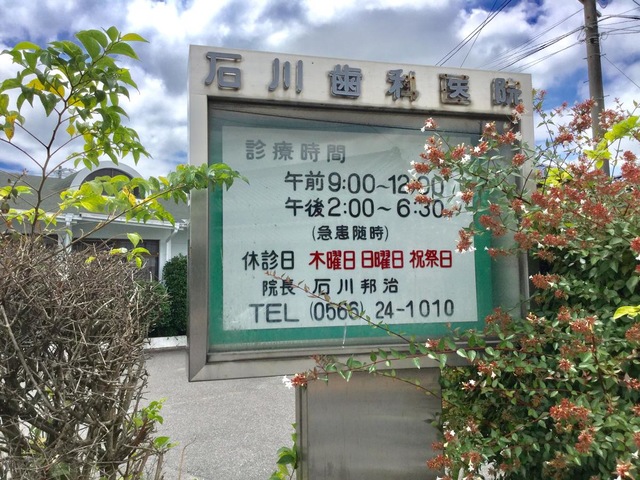 石川歯科医院
診療時間
午前9:00～12:00
午後2:00～6:30
(急患随時)
休診日 木曜日 日曜日 祝祭日
院長 石川邦治
TEL (0566) 24-1010